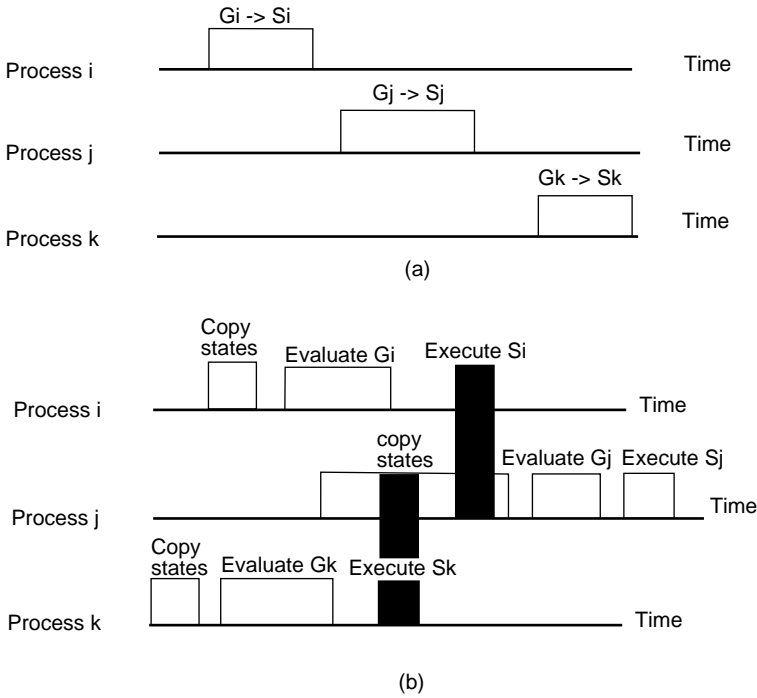 Gi -> Si
Process i
Time
Gj -> Sj
Process j
Time
Gk -> Sk
Process k
Time
(a)
Copy
states
Evaluate Gi
Execute Si
Process i
Time
copy
states
Evaluate Gj
Execute Sj
Process j
Time
Copy
states
Evaluate Gk
Execute Sk
Process k
Time
(b)